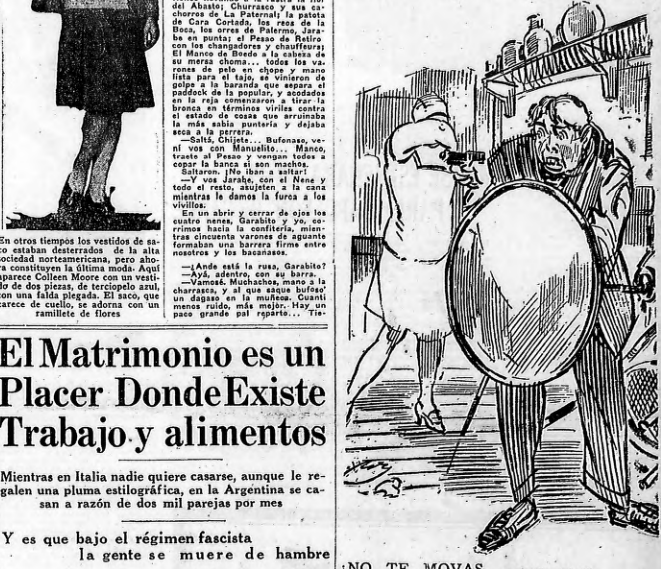 del Abasto; Churrasco y sus ca-
chorros de La Paternal; la patota
de Cara Cortada, los reos de la
Boca, los orres de Palermo, Jara-
be en punta; el Pesao de Retiro
con los changadores y chauffeurs;
El Manco de Boedo a la cabeza de
su mersa choma... todos los va-
rones de pelo en chope y mano
lista para el tajo, se vinieron de
golpe a la baranda que separa el
paddock de la popular, y acodados
en la reja comenzaron a tirar la
bronca en términos viriles contra
el estado de cosas que arruinaba
la más sabia puntería y dejaba
seca a la perrera.
—Saltá, Chijete... Bufonaso, ve-
ní vos con Manuelito... Manco,
traete al Pesao y vengan todos a
copar la banca si son machos.
Saltaron. ¡No iban a saltar!
—Y vos Jarabe, con el Nene y
todo el resto, asujeten a la cana
mientras le damos la furca a los
vivillos.
En un abrir y cerrar de ojos los
cuatro nenes, Garabito y yo, co-
rrimos hacia la confitería, mien-
tras cincuenta varones de aguante
formaban una barrera firme entre
nosotros y los bacanasos.
—¿Ande está la rusa, Garabito?
—Ayá, adentro, con su barra.
—Vamosé. Muchachos, mano a la
charrasca, y al que saque bufoso
un dagaso en la muñeca. Cuanti
menos ruido, más mejor. Hay un
paco grande pal reparto... Tie-
En otros tiempos los vestidos de sa-
co estaban desterrados de la alta
sociedad norteamericana, pero aho-
ra constituyen la última moda. Aquí
aparece Colleen Moore con un vesti-
do de dos piezas, de terciopelo azul,
con una falda plegada. El saco, que
carece de cuello, se adorna con un
ramillete de flores
El Matrimonio es un
Placer Donde Existe
Trabajo y alimentos
Mientras en Italia nadie quiere casarse, aunque le re-
galen una pluma estilográfica, en la Argentina se ca-
san a razón de dos mil parejas por mes
Y es que bajo el régimen fascista
la gente se muere de hambre
¡NO TE MOVAS